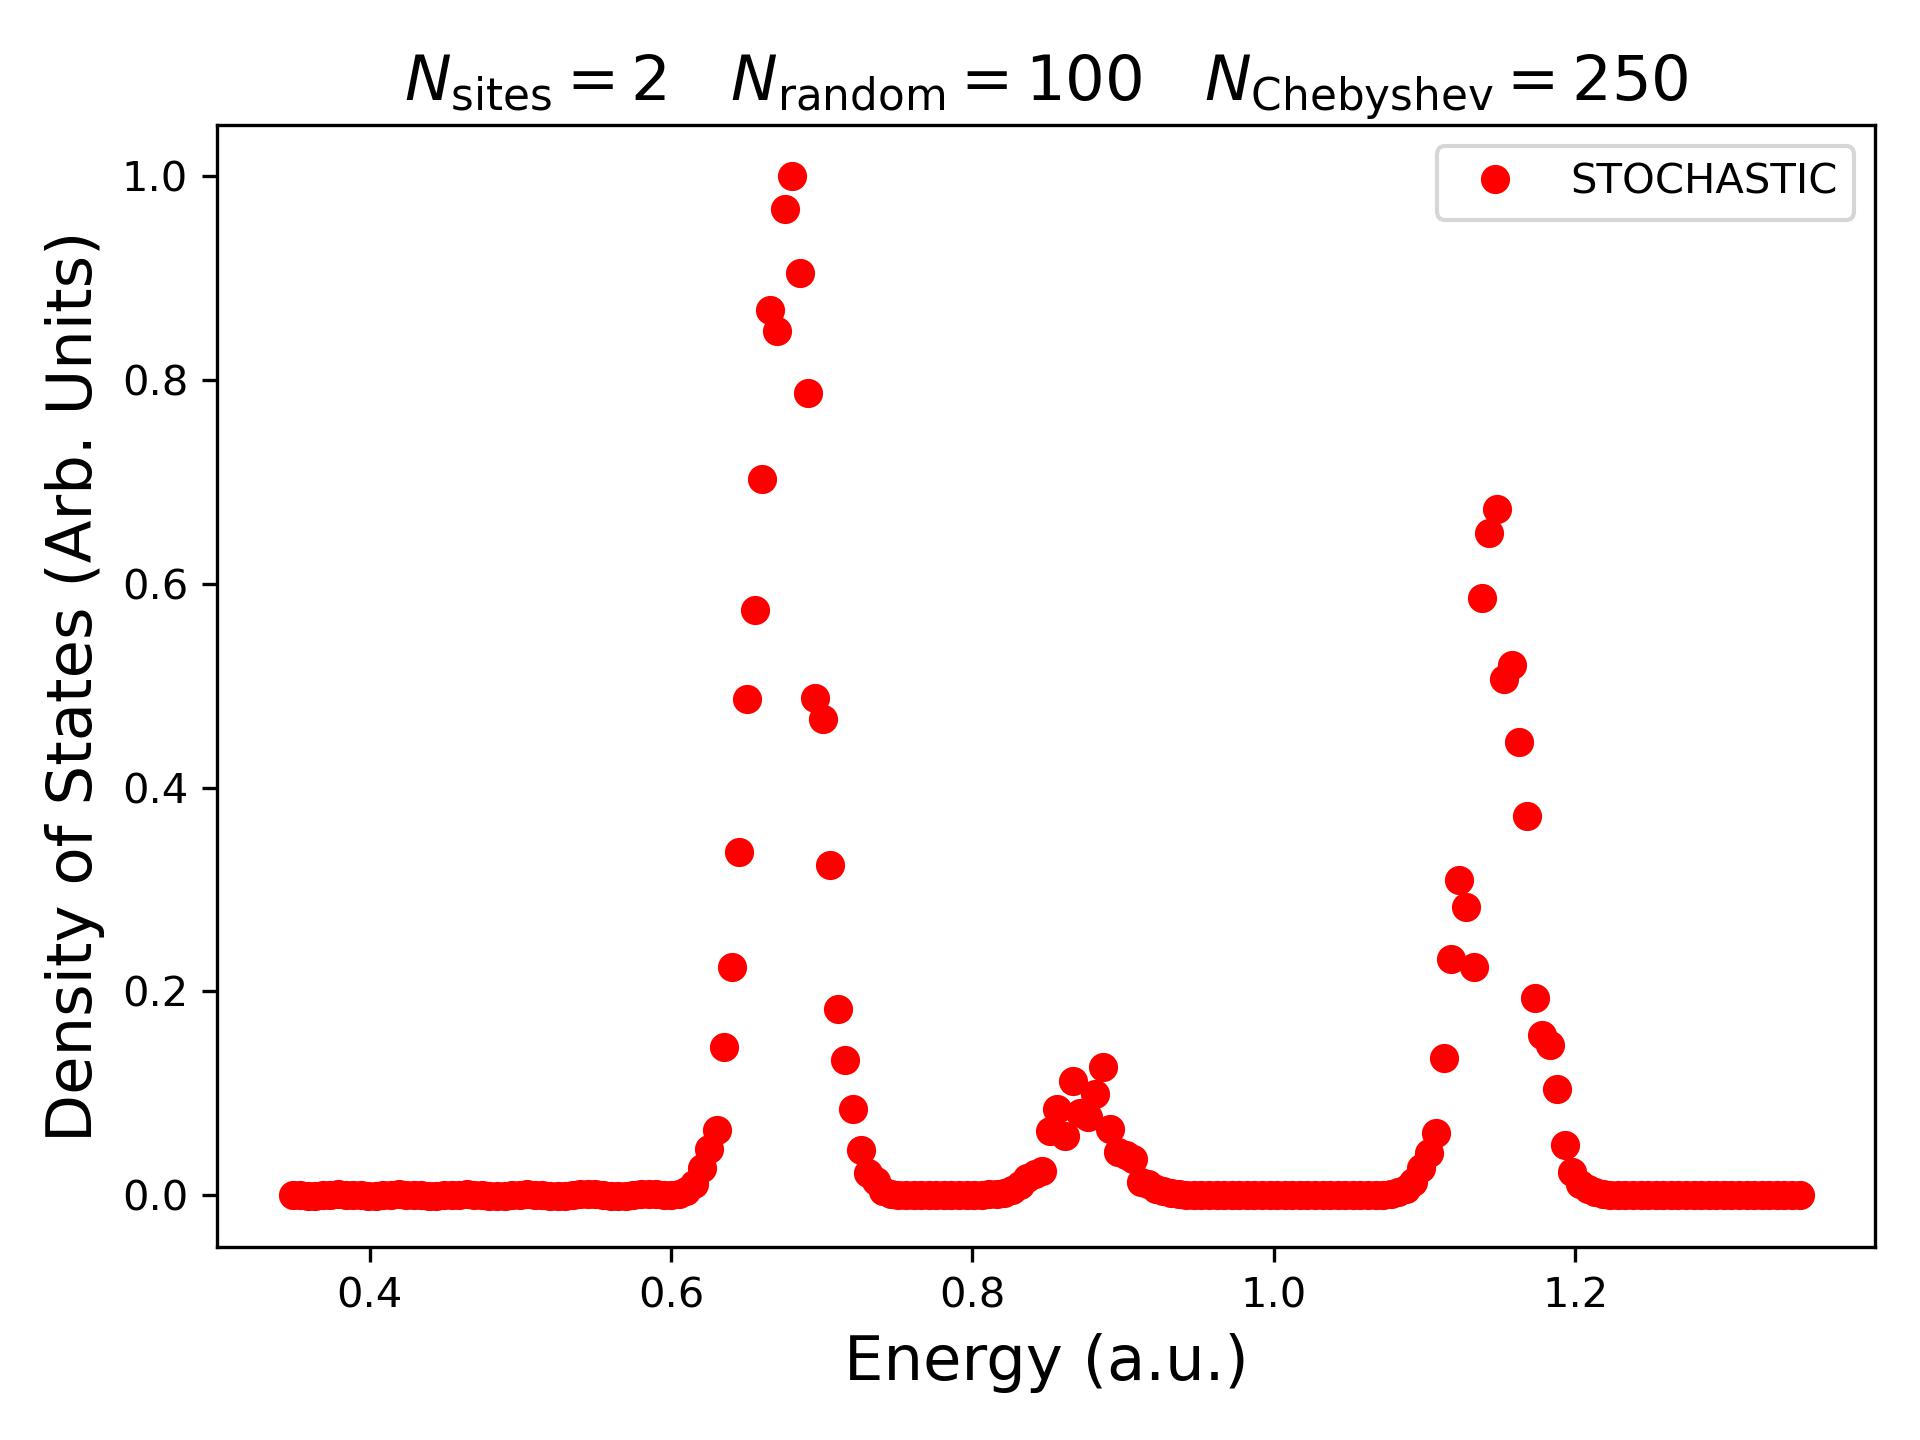 N_sites = 2 N_random = 100 N_Chebyshev = 250
STOCHASTIC
Density of States (Arb. Units)
1.0
0.8
0.6
0.4
0.2
0.0
0.4 0.6 0.8 1.0 1.2
Energy (a.u.)